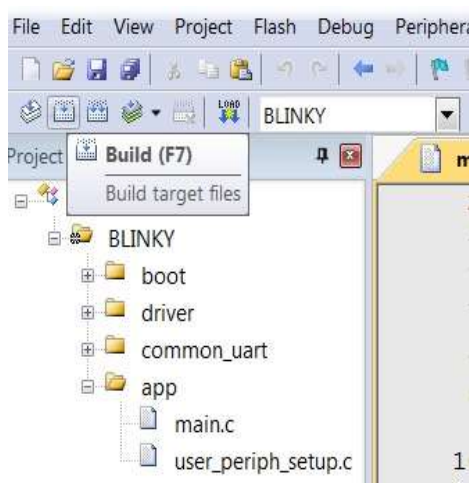 File Edit View Project Flash Debug
LOAD BLINKY
Project
Build (F7)
Build target files
BLINKY
boot
driver
common_uart
app
main.c
user_periph_setup.c